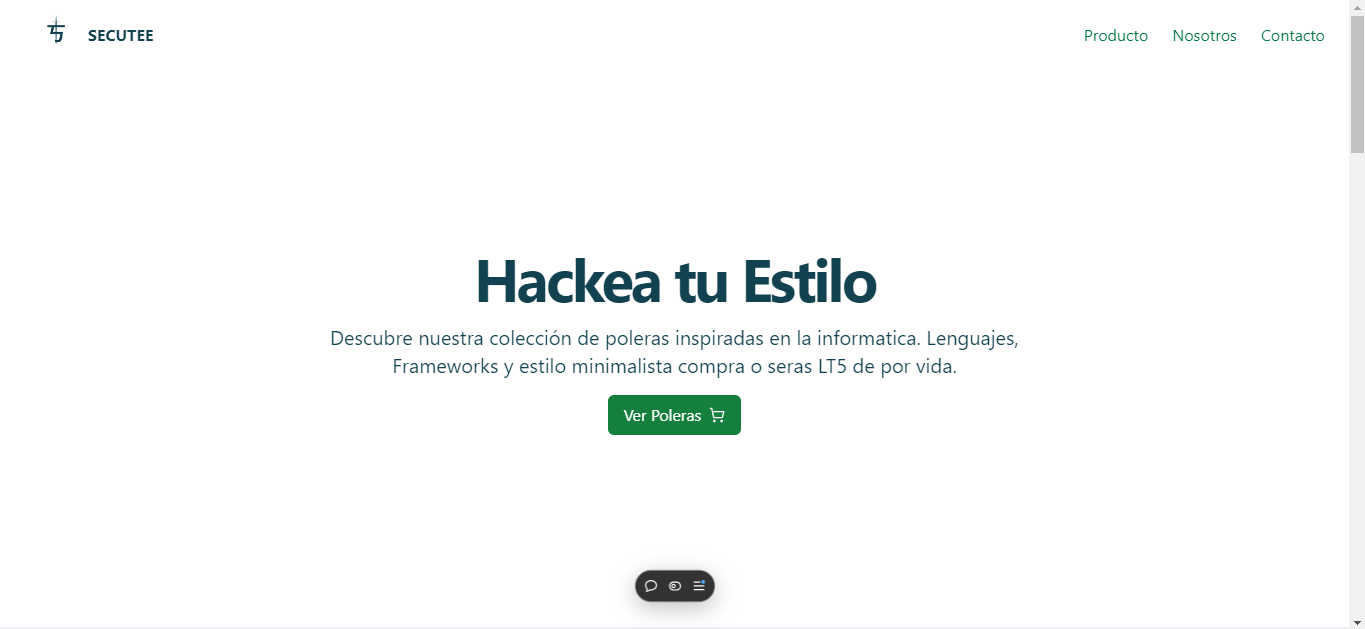 SECUTEE
Producto Nosotros Contacto
Hackea tu Estilo
Descubre nuestra colección de poleras inspiradas en la informatica. Lenguajes,
Frameworks y estilo minimalista compra o seras LT5 de por vida.
Ver Poleras